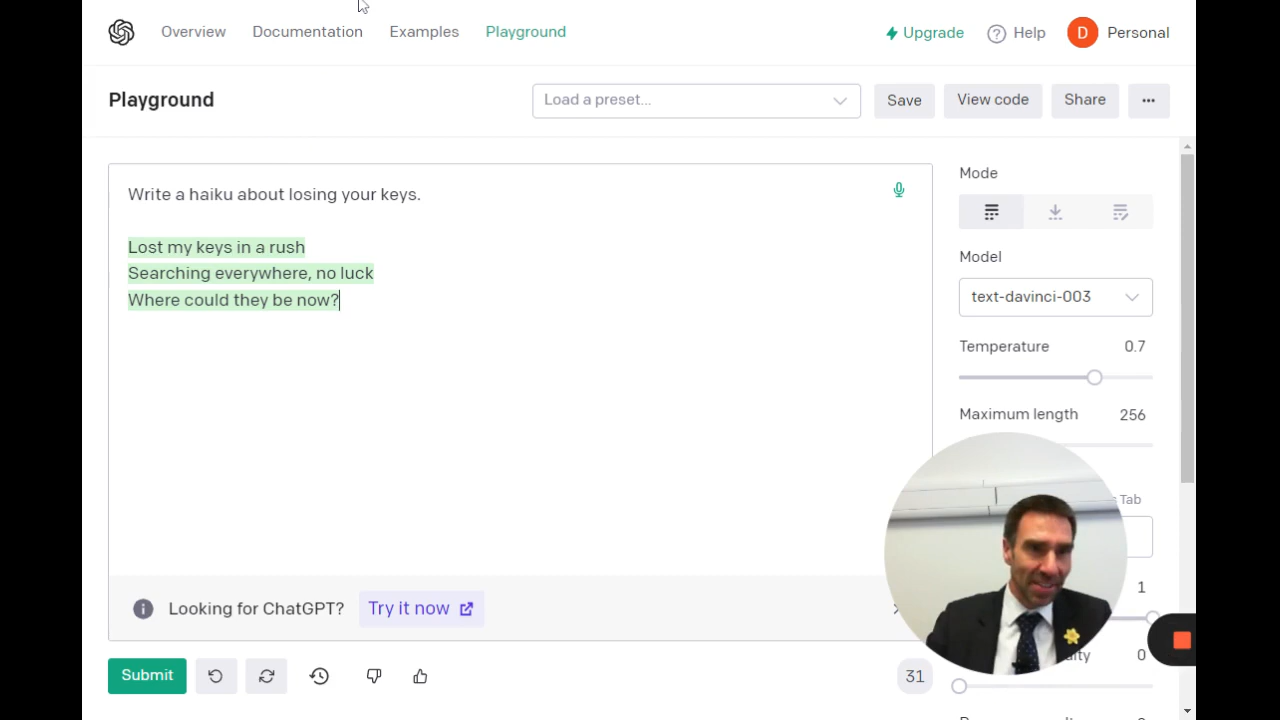 Overview Documentation Examples Playground Upgrade Help D Personal
Playground Load a preset... Save View code Share
Write a haiku about losing your keys.
Lost my keys in a rush
Searching everywhere, no luck
Where could they be now?
Mode
Model
text-davinci-003
Temperature 0.7
Maximum length 256
Tab
1
0
Looking for ChatGPT? Try it now
Submit 31